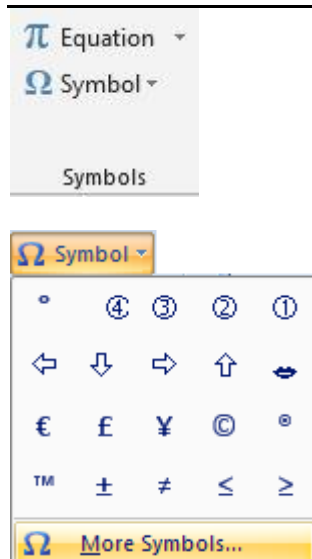 π Equation
Ω Symbol
Symbols
Ω Symbol
° ④ ③ ② ①
⇦ ⇩ ⇨ ⇧
€ £ ¥ © ®
™ ± ≠ ≤ ≥
Ω More Symbols...